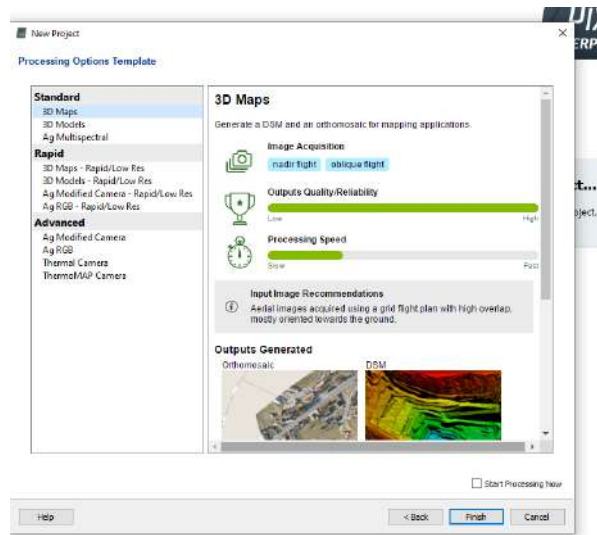 New Project
Processing Options Template
Standard
3D Maps
3D Models
Ag Multispectral
Rapid
3D Maps - Rapid/Low Res
3D Models - Rapid/Low Res
Ag Modified Camera - Rapid/Low Res
Ag RGB - Rapid/Low Res
Advanced
Ag Modified Camera
Ag RGB
Thermal Camera
ThermoMAP Camera
3D Maps
Generate a DSM and an orthomosaic for mapping applications
Image Acquisition
nadir flight oblique flight
Outputs Quality/Reliability
Low High
Processing Speed
Slow Fast
Input Image Recommendations
Aerial images acquired using a grid flight plan with high overlap,
mostly oriented towards the ground.
Outputs Generated
Orthomosaic DSM
Start Processing Now
Help < Back Finish Cancel
ERP
t...
ject.